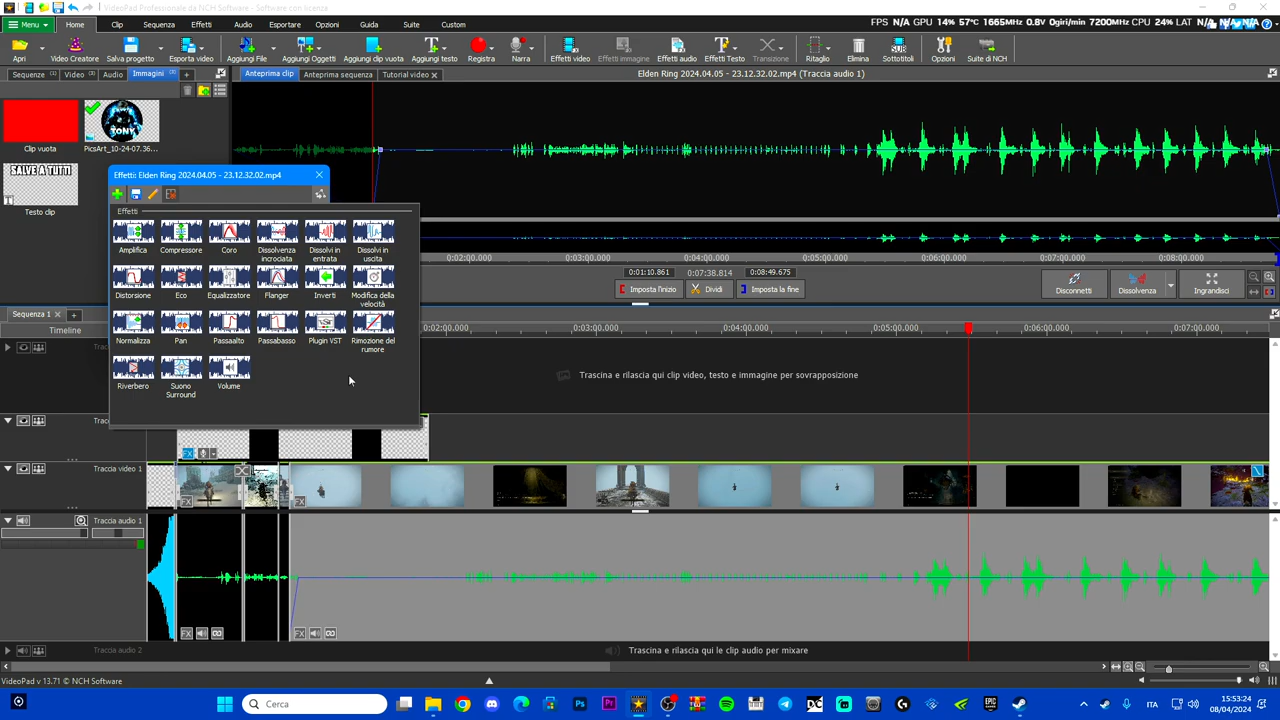 VideoPad Professionale da NCH Software - Software con licenze
Menu Home Clip Sequenza Effetti Audio Esportare Opzioni Guida Suite Custom
FPS N/A GPU 14% 57°C 1665MHz 0.8V 0giri/min 7200MHz CPU 24% LAT N/A
Apri Video Creatore Salva progetto Esporta video Aggiungi File Aggiungi Oggetti Aggiungi clip vuota Aggiungi testo Registra Narra Effetti video Effetti immagine Effetti audio Effetti Testo Transizione Ritaglio Elimina Sottotitoli Opzioni Suite di NCH
SUB
Sequenze Video Audio Immagini +
Anteprima clip Anteprima sequenza Tutorial video
Elden Ring 2024.04.05 - 23.12.32.02.mp4 (Traccia audio 1)
TONY
Clip vuota PicsArt_10-24-07.36...
SALVE A TUTTI
Testo clip
Effetti: Elden Ring 2024.04.05 - 23.12.32.02.mp4
Effetti
Amplifica Compressore Coro Dissolvenza incrociata Dissolvi in entrata Dissolvi in uscita
Distorsione Eco Equalizzatore Flanger Inverti Modifica della velocità
Normalizza Pan Passaalto Passabasso Plugin VST Rimozione del rumore
Riverbero Suono Surround Volume
0:02:00.000 0:03:00.000 0:04:00.000 0:05:00.000 0:06:00.000 0:07:00.000 0:08:00.000
0:01:10.861 0:07:38.814 0:08:49.675
Imposta l'inizio Dividi Imposta la fine
Disconnetti Dissolvenza Ingrandisci
Sequenza 1 +
Timeline
0:02:00.000 0:03:00.000 0:04:00.000 0:05:00.000 0:06:00.000 0:07:00.000
Trascina e rilascia qui clip video, testo e immagine per sovrapposizione
FX
Traccia video 1
FX FX
Traccia audio 1
FX FX
Traccia audio 2
Trascina e rilascia qui le clip audio per mixare
VideoPad v 13.71 © NCH Software
Cerca
ITA
15:53:24
08/04/2024